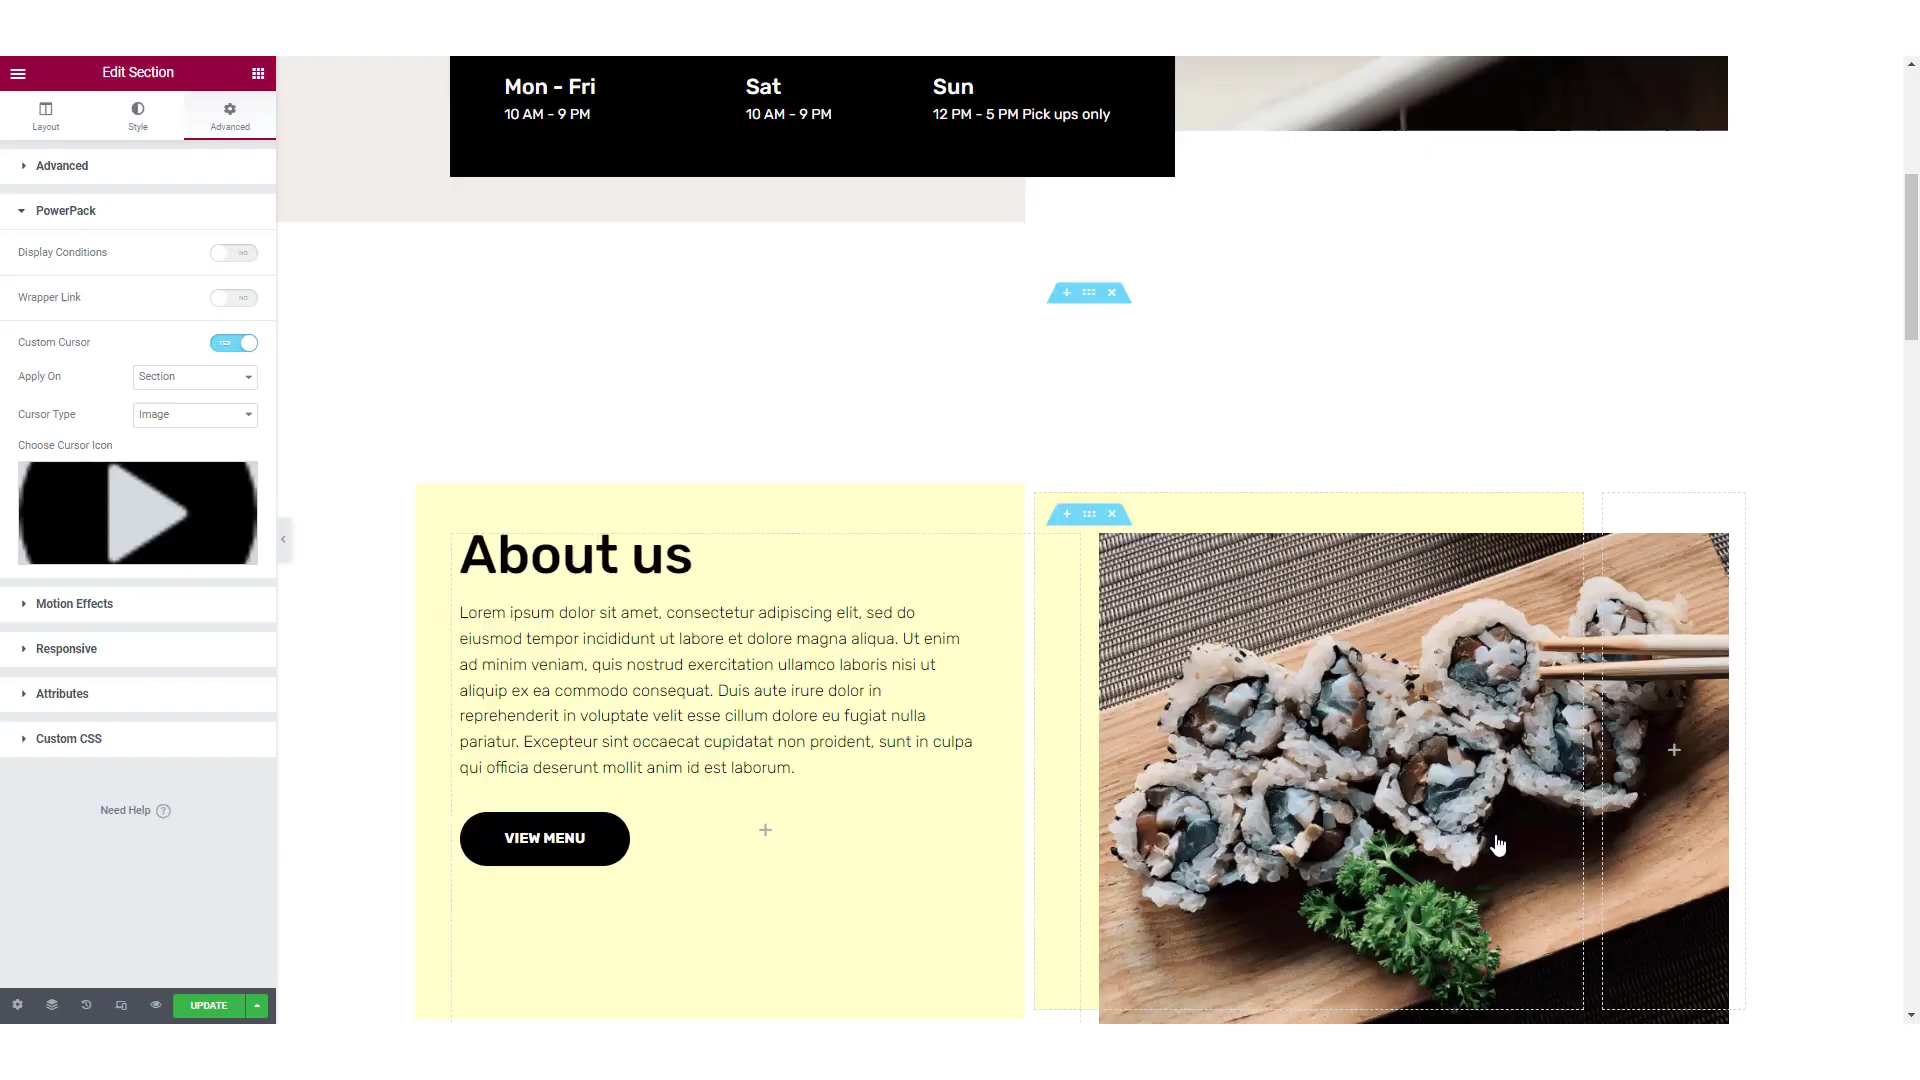 Edit Section
Layout
Style
Advanced
Advanced
PowerPack
Display Conditions
NO
Wrapper Link
NO
Custom Cursor
YES
Apply On
Section
Cursor Type
Image
Choose Cursor Icon
Motion Effects
Responsive
Attributes
Custom CSS
Need Help ?
UPDATE
Mon - Fri
10 AM - 9 PM
Sat
10 AM - 9 PM
Sun
12 PM - 5 PM Pick ups only
About us
Lorem ipsum dolor sit amet, consectetur adipiscing elit, sed do
eiusmod tempor incididunt ut labore et dolore magna aliqua. Ut enim
ad minim veniam, quis nostrud exercitation ullamco laboris nisi ut
aliquip ex ea commodo consequat. Duis aute irure dolor in
reprehenderit in voluptate velit esse cillum dolore eu fugiat nulla
pariatur. Excepteur sint occaecat cupidatat non proident, sunt in culpa
qui officia deserunt mollit anim id est laborum.
VIEW MENU